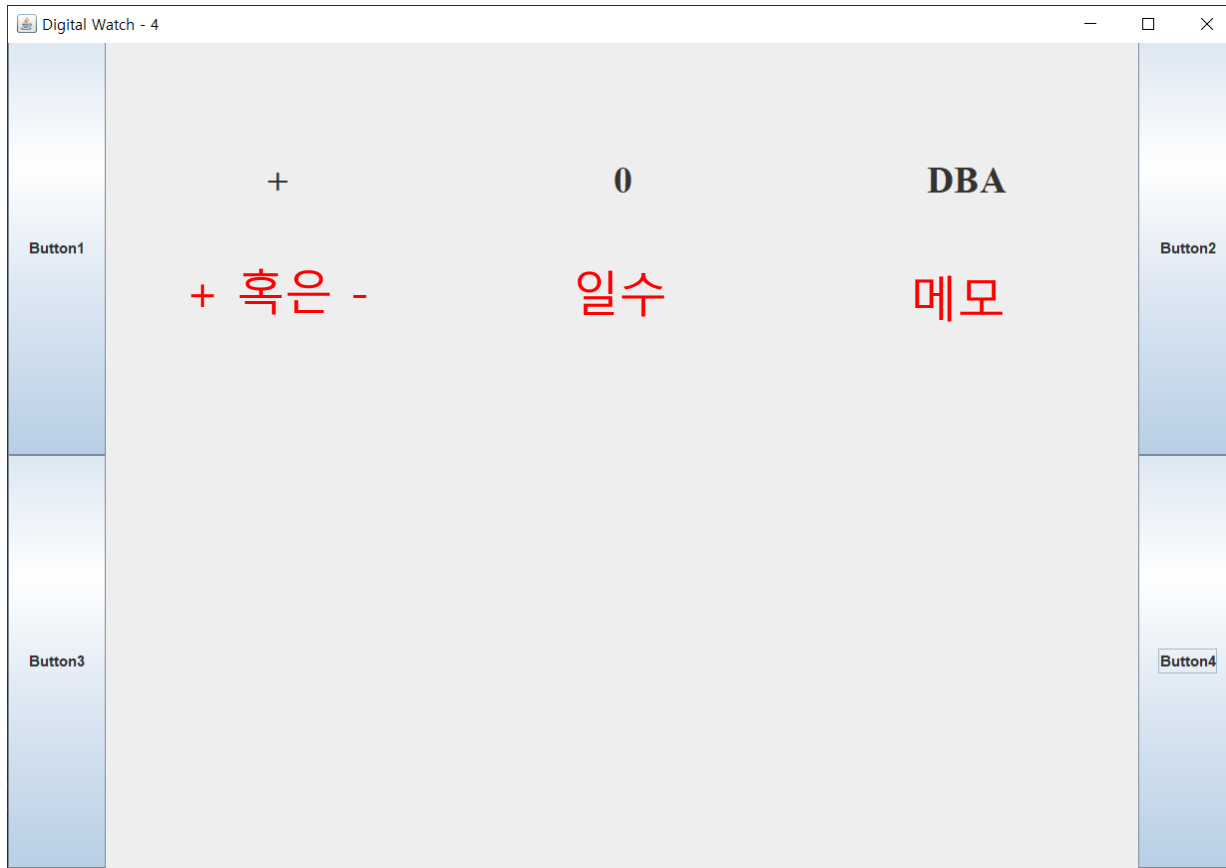 Digital Watch - 4
+ 0 DBA
Button1 Button2
+ 혹은 - 일수 메모
Button3 Button4